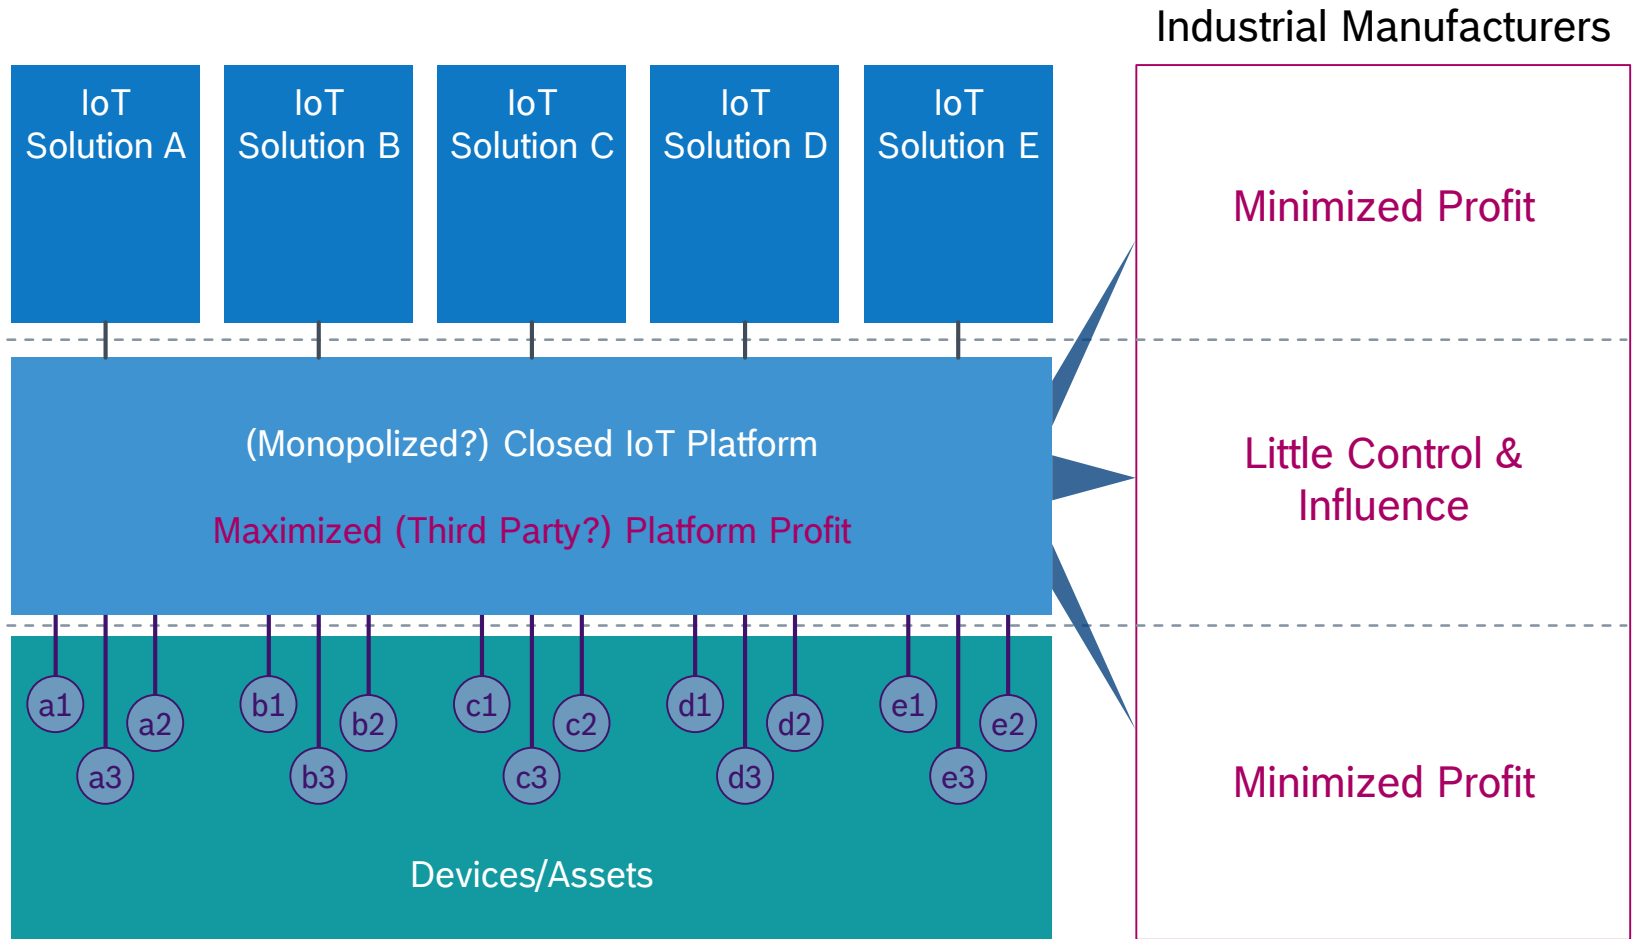 Industrial Manufacturers
IoT
Solution A
IoT
Solution B
IoT
Solution C
IoT
Solution D
IoT
Solution E
Minimized Profit
(Monopolized?) Closed IoT Platform
Maximized (Third Party?) Platform Profit
Little Control &
Influence
a1
a3
a2
b1
b3
b2
c1
c3
c2
d1
d3
d2
e1
e3
e2
Devices/Assets
Minimized Profit